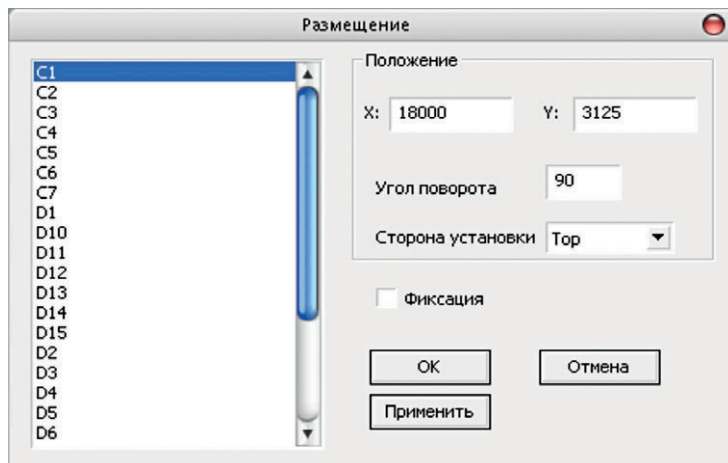 Размещение
C1
C2
C3
C4
C5
C6
C7
D1
D10
D11
D12
D13
D14
D15
D2
D3
D4
D5
D6
Положение
X: 18000 Y: 3125
Угол поворота 90
Сторона установки Top
Фиксация
OK Отмена
Применить